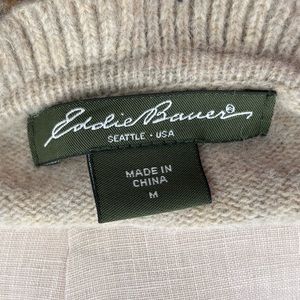 Eddie Bauer®
SEATTLE · USA
MADE IN
CHINA
M